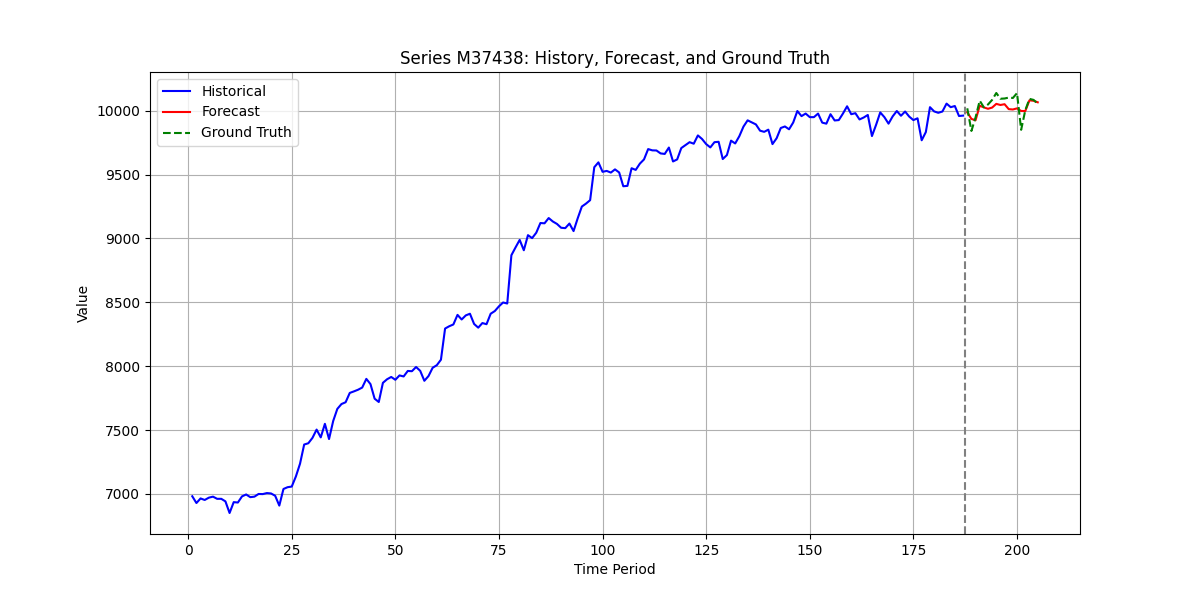 Series M37438: History, Forecast, and Ground Truth
Historical
Forecast
Ground Truth
10000
9500
9000
8500
8000
7500
7000
Value
0 25 50 75 100 125 150 175 200
Time Period